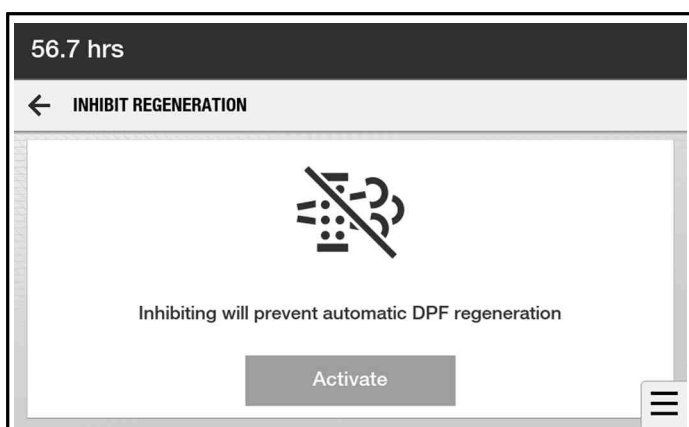 56.7 hrs
INHIBIT REGENERATION
Inhibiting will prevent automatic DPF regeneration
Activate